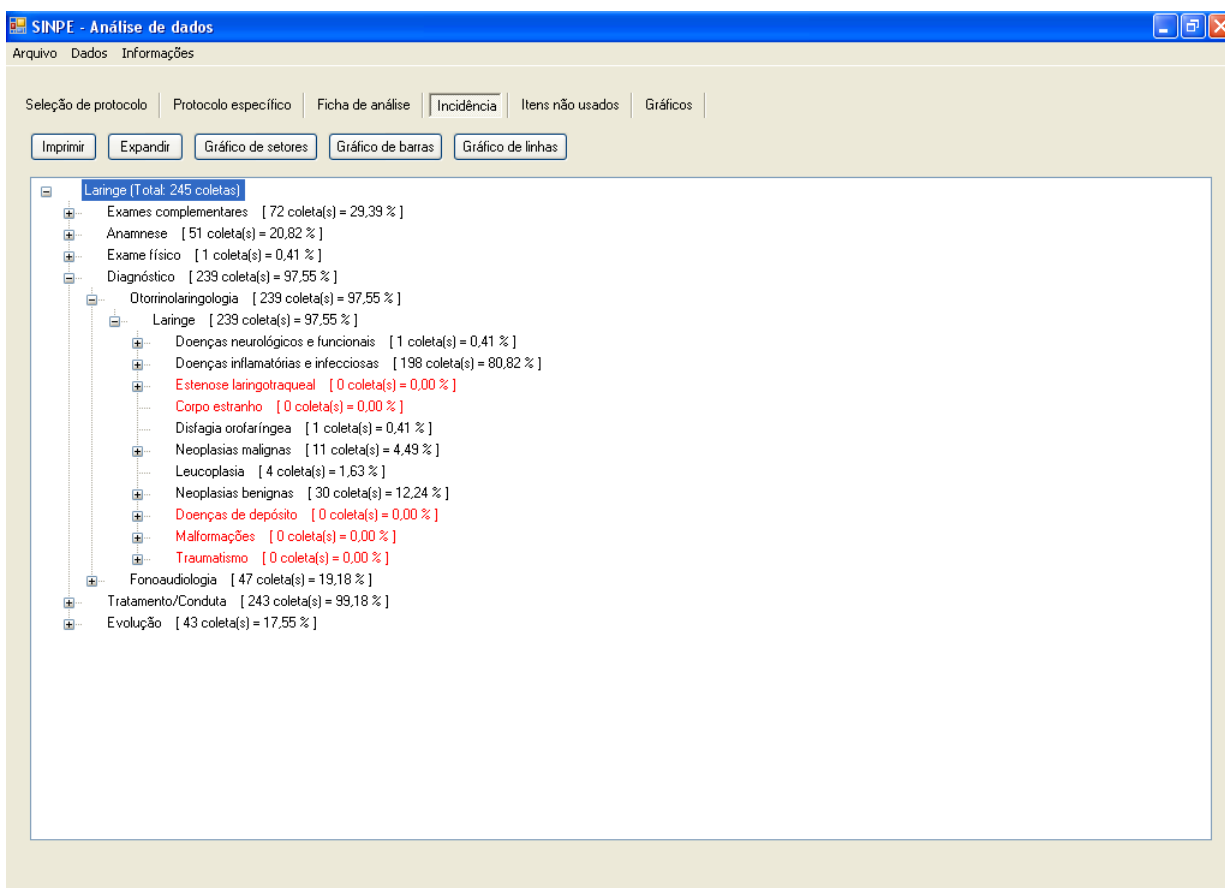 SINPE - Análise de dados
Arquivo Dados Informações
Seleção de protocolo Protocolo específico Ficha de análise Incidência Itens não usados Gráficos
Imprimir Expandir Gráfico de setores Gráfico de barras Gráfico de linhas
Laringe (Total: 245 coletas)
Exames complementares [ 72 coleta(s) = 29,39 % ]
Anamnese [ 51 coleta(s) = 20,82 % ]
Exame físico [ 1 coleta(s) = 0,41 % ]
Diagnóstico [ 239 coleta(s) = 97,55 % ]
Otorrinolaringologia [ 239 coleta(s) = 97,55 % ]
Laringe [ 239 coleta(s) = 97,55 % ]
Doenças neurológicos e funcionais [ 1 coleta(s) = 0,41 % ]
Doenças inflamatórias e infecciosas [ 198 coleta(s) = 80,82 % ]
Estenose laringotraqueal [ 0 coleta(s) = 0,00 % ]
Corpo estranho [ 0 coleta(s) = 0,00 % ]
Disfagia orofaríngea [ 1 coleta(s) = 0,41 % ]
Neoplasias malignas [ 11 coleta(s) = 4,49 % ]
Leucoplasia [ 4 coleta(s) = 1,63 % ]
Neoplasias benignas [ 30 coleta(s) = 12,24 % ]
Doenças de depósito [ 0 coleta(s) = 0,00 % ]
Malformações [ 0 coleta(s) = 0,00 % ]
Traumatismo [ 0 coleta(s) = 0,00 % ]
Fonoaudiologia [ 47 coleta(s) = 19,18 % ]
Tratamento/Conduta [ 243 coleta(s) = 99,18 % ]
Evolução [ 43 coleta(s) = 17,55 % ]